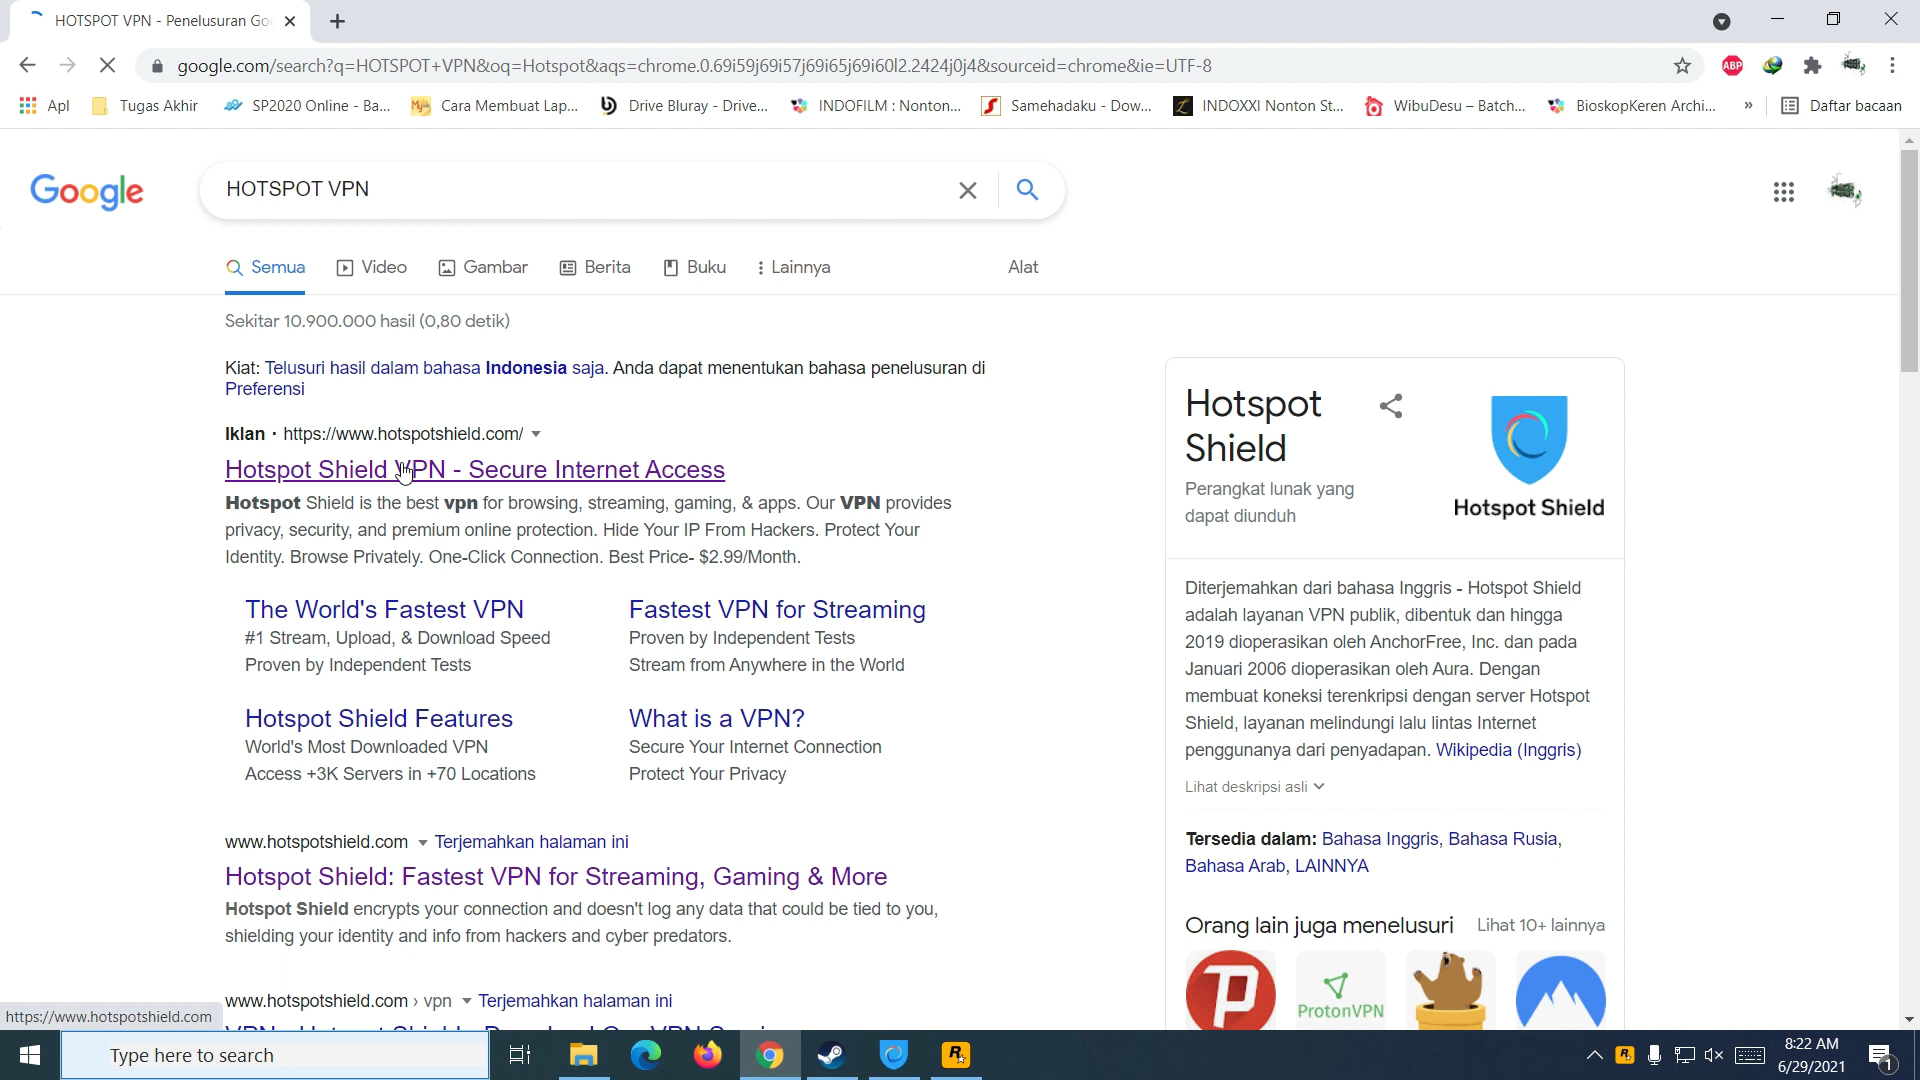 HOTSPOT VPN - Penelusuran Go
google.com/search?q=HOTSPOT+VPN&oq=Hotspot&aqs=chrome.0.69i59j69i57j69i65j69i60l2.2424j0j4&sourceid=chrome&ie=UTF-8
ABP
Apl
Tugas Akhir
SP2020 Online - Ba...
Cara Membuat Lap...
Drive Bluray - Drive...
INDOFILM : Nonton...
Samehadaku - Dow...
INDOXXI Nonton St...
WibuDesu – Batch...
BioskopKeren Archi...
»
Daftar bacaan
Google
HOTSPOT VPN
Semua
Video
Gambar
Berita
Buku
Lainnya
Alat
Sekitar 10.900.000 hasil (0,80 detik)
Kiat: Telusuri hasil dalam bahasa Indonesia saja. Anda dapat menentukan bahasa penelusuran di
Preferensi
Iklan · https://www.hotspotshield.com/
Hotspot Shield VPN - Secure Internet Access
Hotspot Shield is the best vpn for browsing, streaming, gaming, & apps. Our VPN provides
privacy, security, and premium online protection. Hide Your IP From Hackers. Protect Your
Identity. Browse Privately. One-Click Connection. Best Price- $2.99/Month.
The World's Fastest VPN
#1 Stream, Upload, & Download Speed
Proven by Independent Tests
Fastest VPN for Streaming
Proven by Independent Tests
Stream from Anywhere in the World
Hotspot Shield Features
World's Most Downloaded VPN
Access +3K Servers in +70 Locations
What is a VPN?
Secure Your Internet Connection
Protect Your Privacy
www.hotspotshield.com Terjemahkan halaman ini
Hotspot Shield: Fastest VPN for Streaming, Gaming & More
Hotspot Shield encrypts your connection and doesn't log any data that could be tied to you,
shielding your identity and info from hackers and cyber predators.
www.hotspotshield.com › vpn Terjemahkan halaman ini
Hotspot
Shield
Perangkat lunak yang
dapat diunduh
Hotspot Shield
Diterjemahkan dari bahasa Inggris - Hotspot Shield
adalah layanan VPN publik, dibentuk dan hingga
2019 dioperasikan oleh AnchorFree, Inc. dan pada
Januari 2006 dioperasikan oleh Aura. Dengan
membuat koneksi terenkripsi dengan server Hotspot
Shield, layanan melindungi lalu lintas Internet
penggunanya dari penyadapan. Wikipedia (Inggris)
Lihat deskripsi asli
Tersedia dalam: Bahasa Inggris, Bahasa Rusia,
Bahasa Arab, LAINNYA
Orang lain juga menelusuri
Lihat 10+ lainnya
ProtonVPN
https://www.hotspotshield.com
Type here to search
8:22 AM
6/29/2021
1